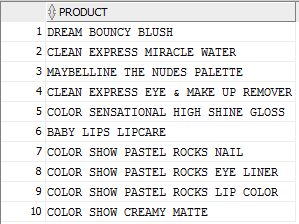 PRODUCT
1 DREAM BOUNCY BLUSH
2 CLEAN EXPRESS MIRACLE WATER
3 MAYBELLINE THE NUDES PALETTE
4 CLEAN EXPRESS EYE & MAKE UP REMOVER
5 COLOR SENSATIONAL HIGH SHINE GLOSS
6 BABY LIPS LIPCARE
7 COLOR SHOW PASTEL ROCKS NAIL
8 COLOR SHOW PASTEL ROCKS EYE LINER
9 COLOR SHOW PASTEL ROCKS LIP COLOR
10 COLOR SHOW CREAMY MATTE